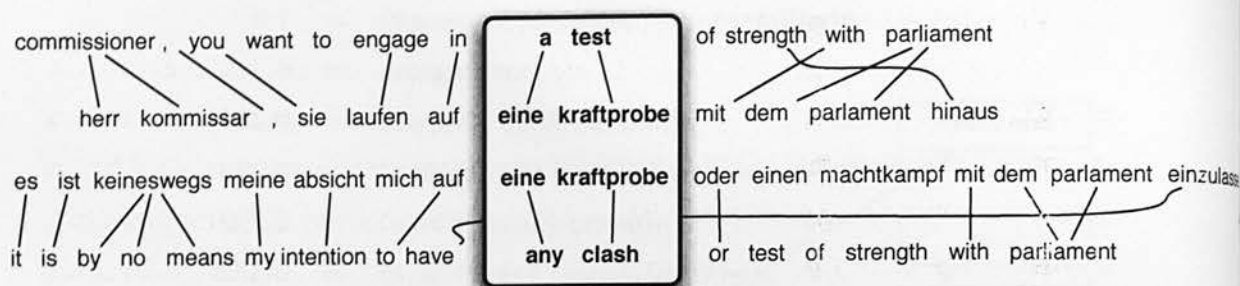 commissioner , you want to engage in a test of strength with parliament
herr kommissar , sie laufen auf eine kraftprobe mit dem parlament hinaus
es ist keineswegs meine absicht mich auf eine kraftprobe oder einen machtkampf mit dem parlament einzulass
it is by no means my intention to have any clash or test of strength with parliament